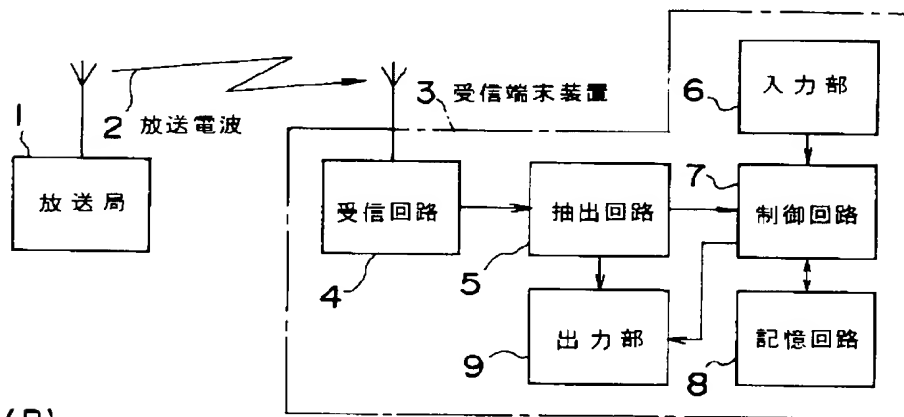 1
放送局
2 放送電波
3 受信端末装置
4
受信回路
5
抽出回路
6
入力部
7
制御回路
8
記憶回路
9
出力部
(B)